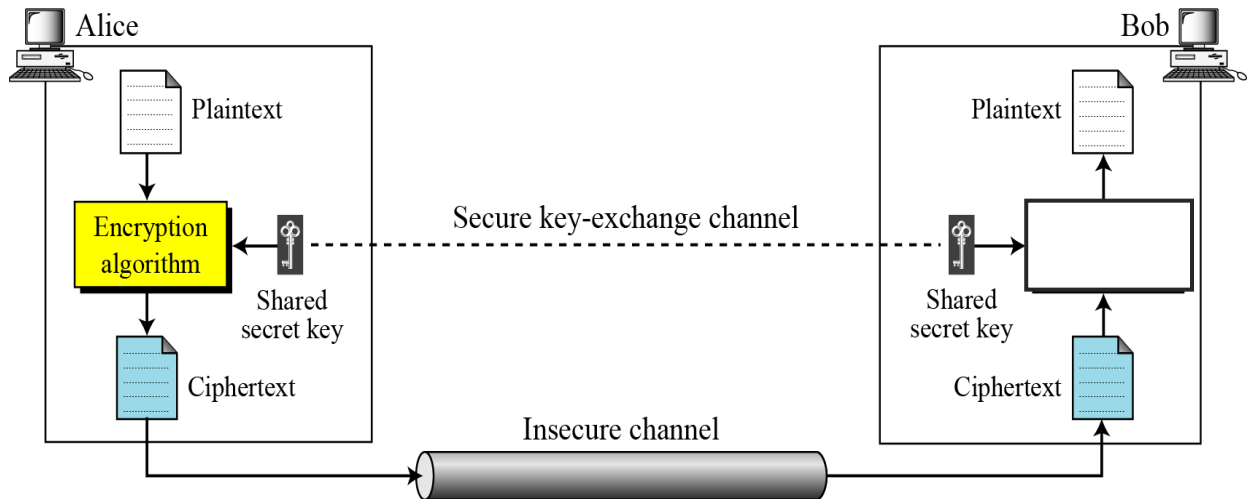 Alice
Bob
Plaintext
Plaintext
Encryption
algorithm
Secure key-exchange channel
Shared
secret key
Shared
secret key
Ciphertext
Ciphertext
Insecure channel